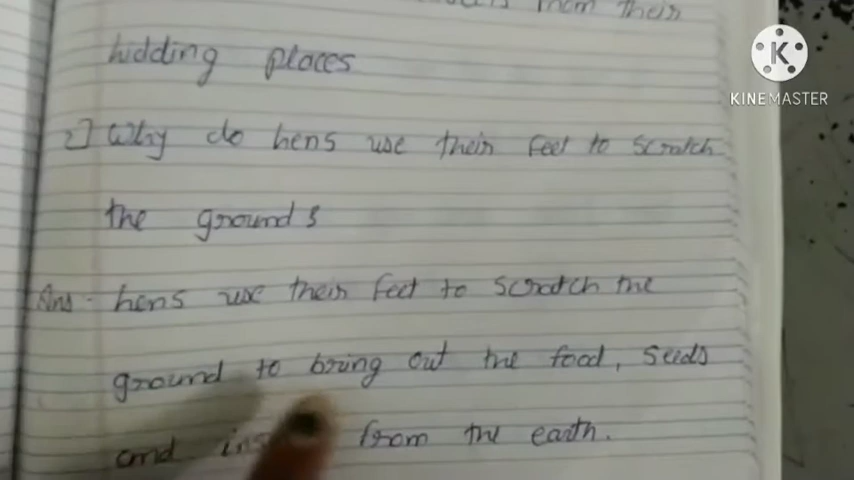 their
hidding places
2] Why do hens use their feet to scratch
the ground s
Ans - hens use their feet to scratch the
ground to bring out the food, seeds
and from the earth.
K
KINEMASTER